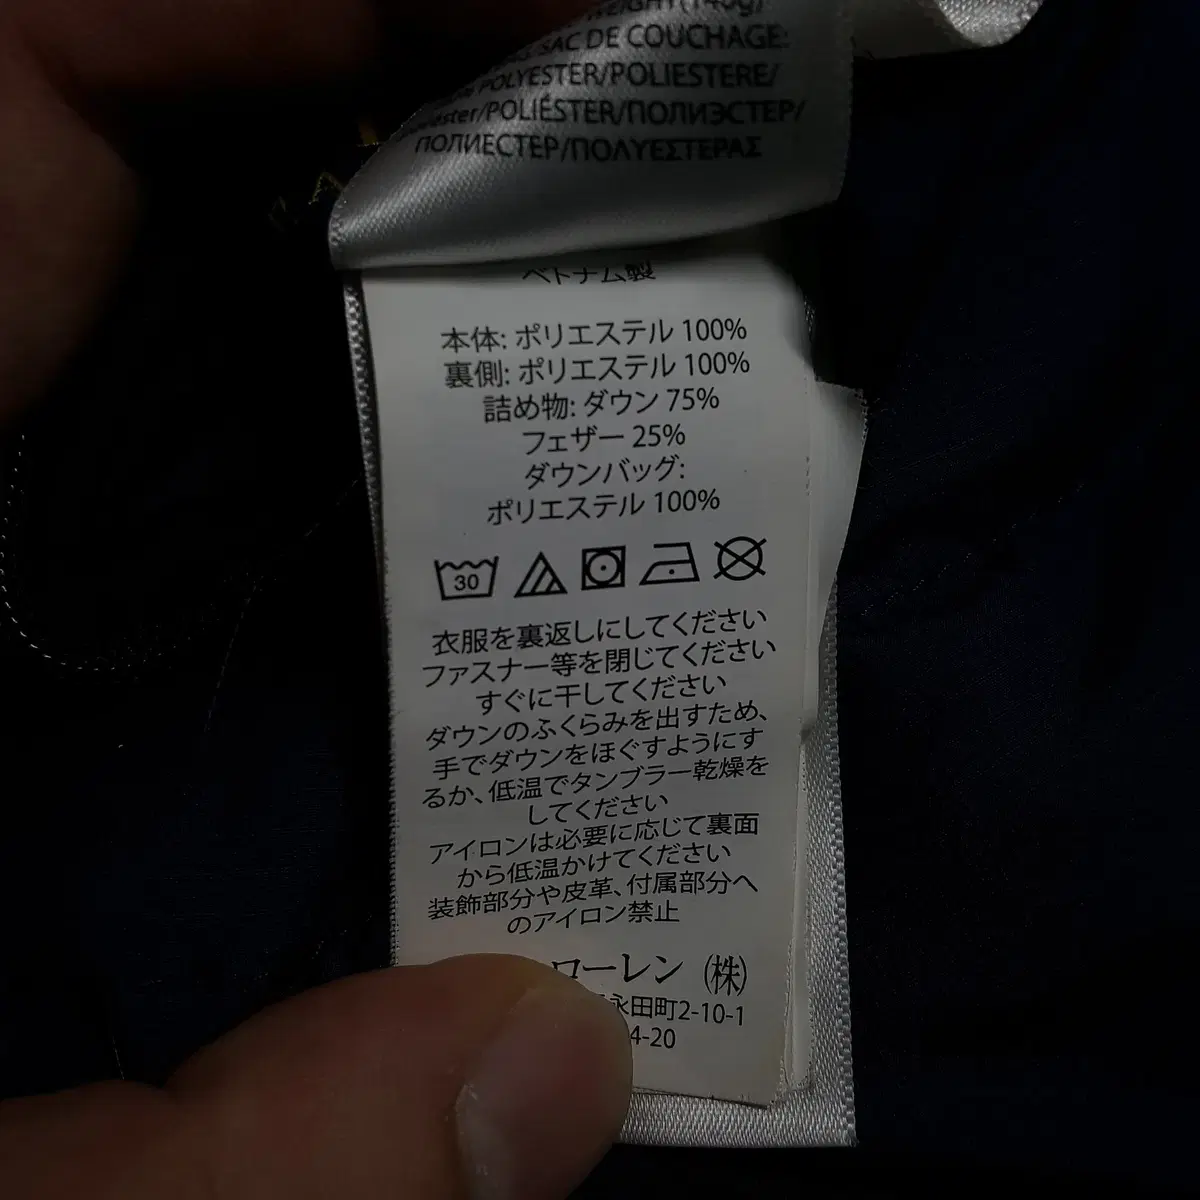 WEIGHT(140g)
SAC DE COUCHAGE:
POLYESTER/POLIESTERE/
/POLIÉSTER/ПОЛИЭСТЕР/
ПОЛИЕСТЕР/ΠΟΛΥΕΣΤΕΡΑΣ
ベトナム製
本体: ポリエステル 100%
裏側: ポリエステル 100%
詰め物: ダウン 75%
フェザー 25%
ダウンバッグ:
ポリエステル 100%
30
衣服を裏返しにしてください
ファスナー等を閉じてください
すぐに干してください
ダウンのふくらみを出すため、
手でダウンをほぐすようにす
るか、低温でタンブラー乾燥を
してください
アイロンは必要に応じて裏面
から低温かけてください
装飾部分や皮革、付属部分へ
のアイロン禁止
ローレン (株)
永田町2-10-1
4-20